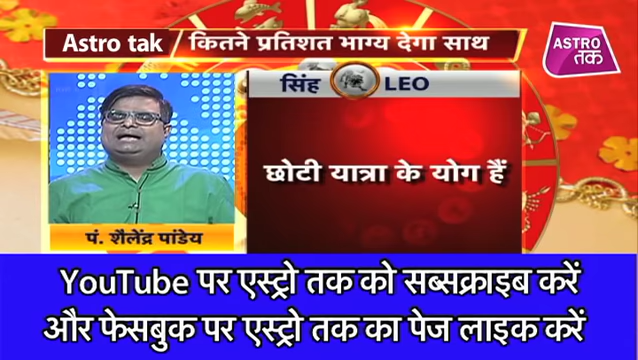 Astro tak
कितने प्रतिशत भाग्य देगा साथ
ASTRO
तक
सिंह LEO
छोटी यात्रा के योग हैं
पं. शैलेंद्र पांडेय
YouTube पर एस्ट्रो तक को सब्सक्राइब करें
और फेसबुक पर एस्ट्रो तक का पेज लाइक करें